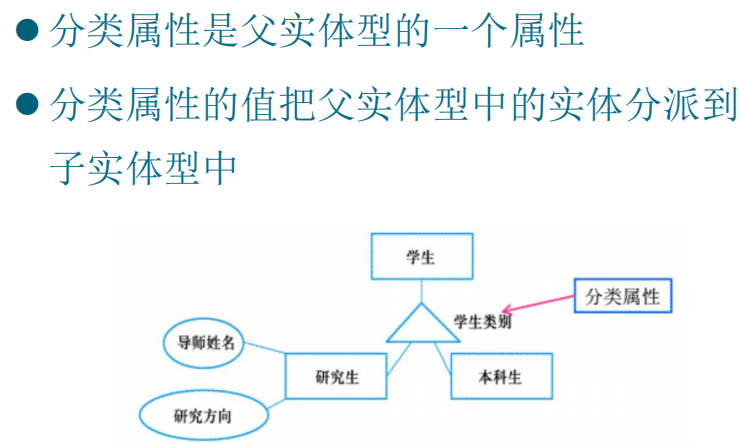 分类属性是父实体型的一个属性
分类属性的值把父实体型中的实体分派到
子实体型中
学生
分类属性
学生类别
导师姓名
研究生
本科生
研究方向